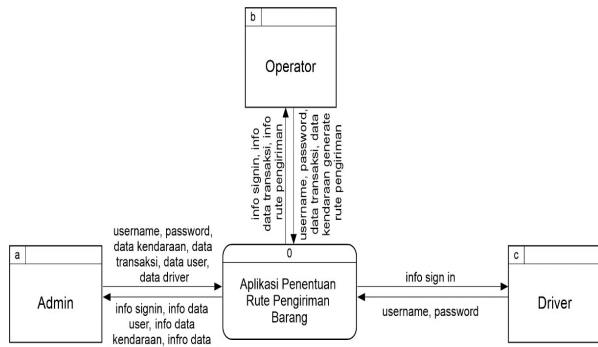 b
Operator
info signin, info
data transaksi, info
rute pengiriman
username, password,
data transaksi, data
kendaraan generate
rute pengiriman
a
Admin
username, password,
data kendaraan, data
transaksi, data user,
data driver
info signin, info data
user, info data
kendaraan, infro data
0
Aplikasi Penentuan
Rute Pengiriman
Barang
info sign in
username, password
c
Driver